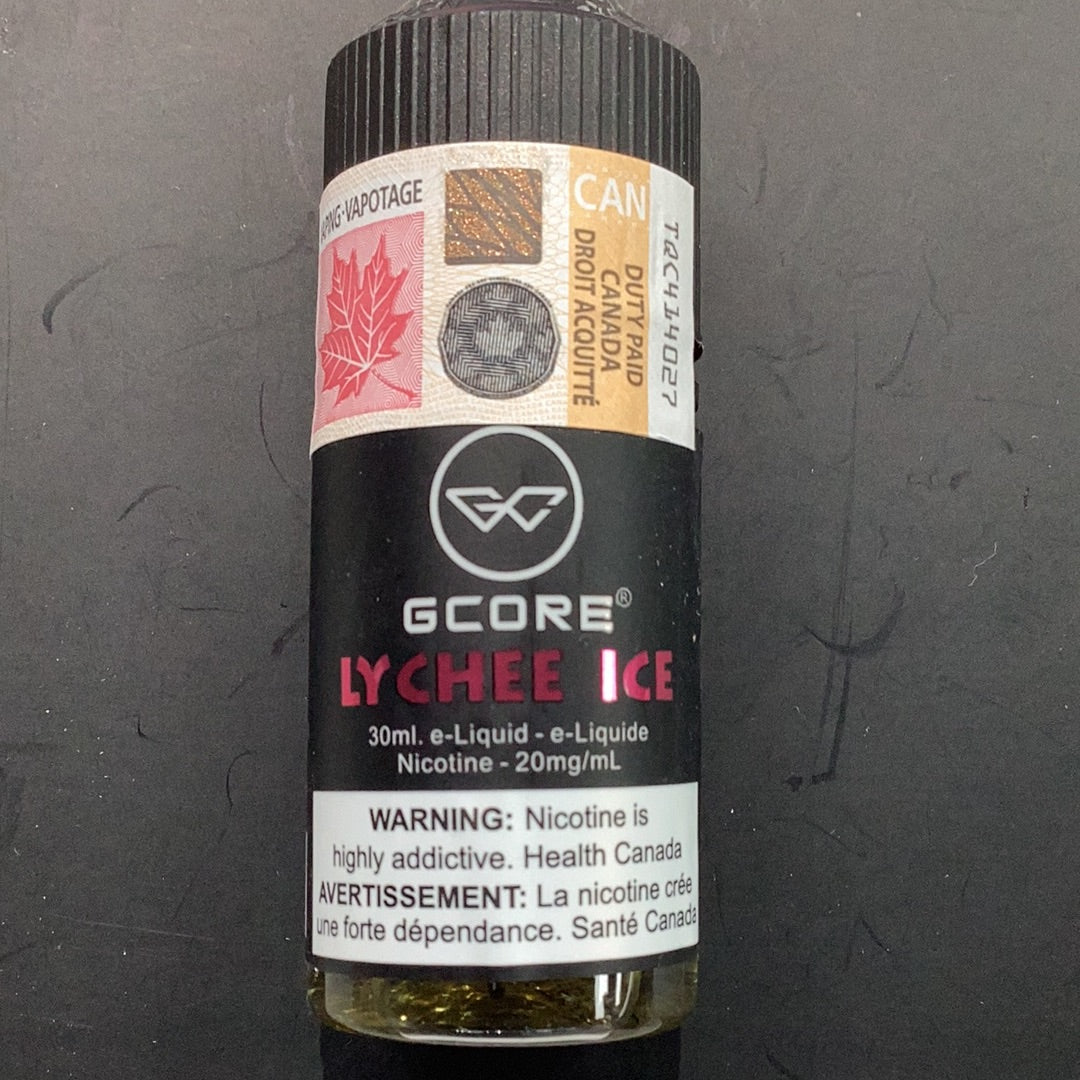 VAPOTAGE
CAN
DUTY PAID
CANADA
DROIT ACQUITTÉ
TQC414027
GC
GCORE®
LYCHEE ICE
30ml. e-Liquid - e-Liquide
Nicotine - 20mg/mL
WARNING: Nicotine is
highly addictive. Health Canada
AVERTISSEMENT: La nicotine crée
une forte dépendance. Santé Canada